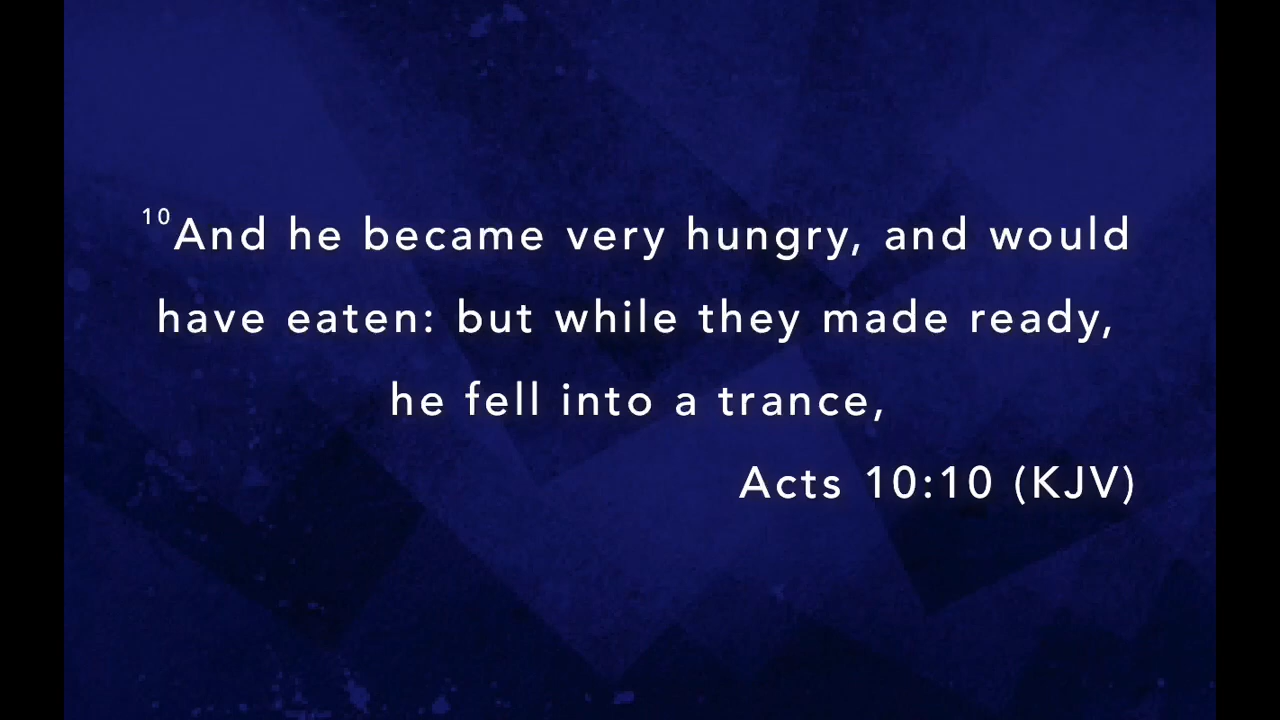 10And he became very hungry, and would
have eaten: but while they made ready,
he fell into a trance,
Acts 10:10 (KJV)